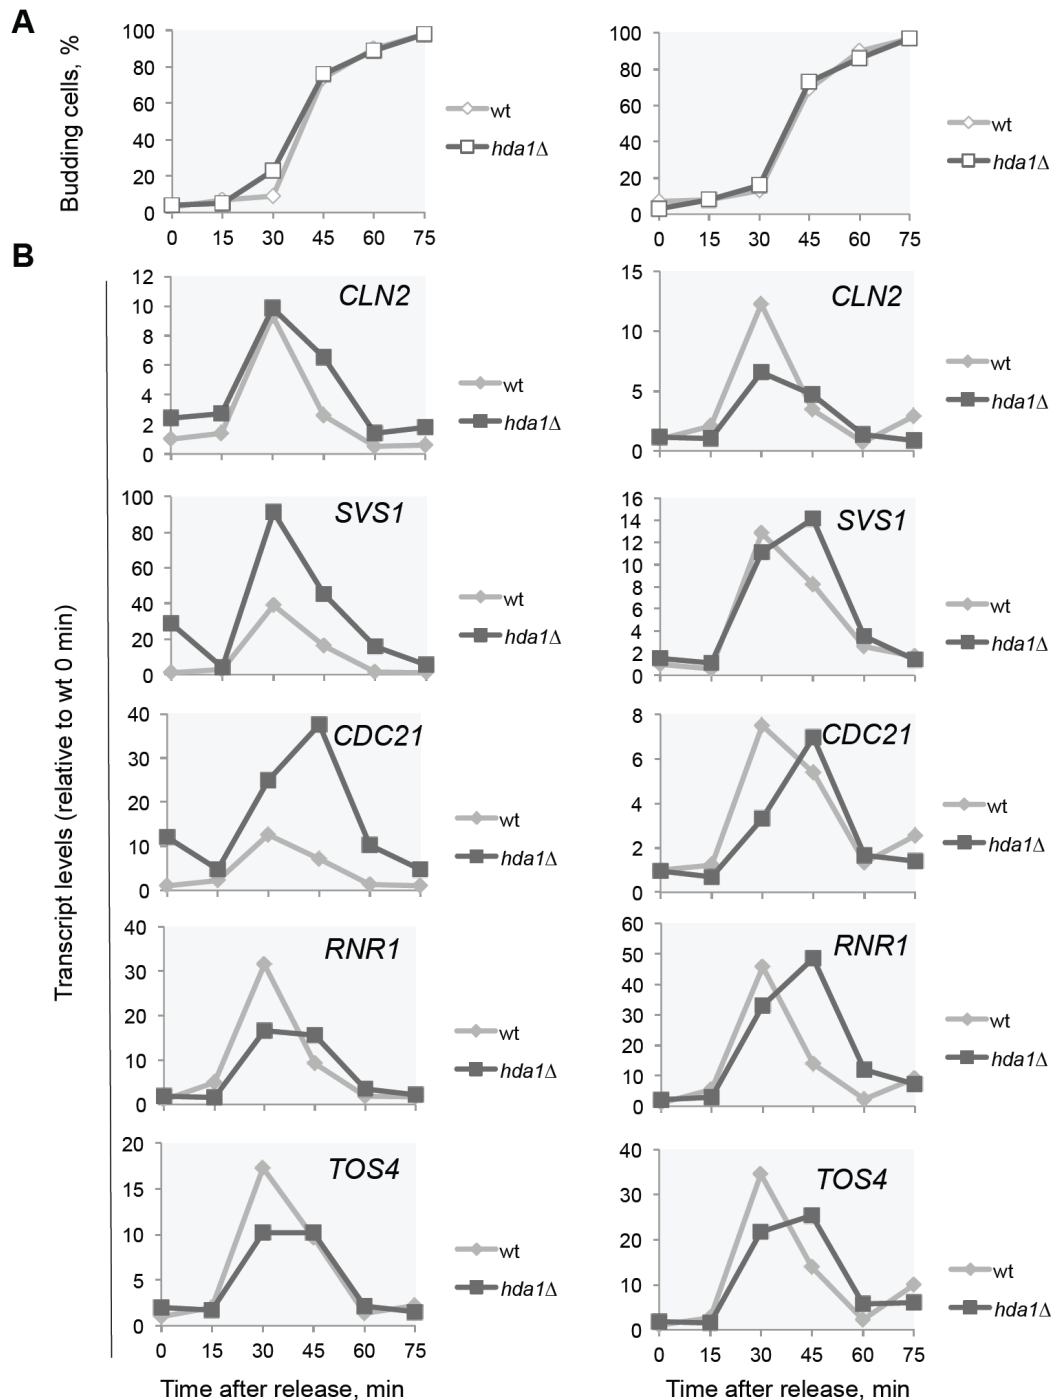 A
Budding cells, %
100
80
60
40
20
0
0 15 30 45 60 75
wt
hda1Δ
100
80
60
40
20
0
0 15 30 45 60 75
wt
hda1Δ
B
Transcript levels (relative to wt 0 min)
CLN2
12
10
8
6
4
2
0
wt
hda1Δ
CLN2
15
10
5
0
wt
hda1Δ
SVS1
100
80
60
40
20
0
wt
hda1Δ
SVS1
16
14
12
10
8
6
4
2
0
wt
hda1Δ
CDC21
40
30
20
10
0
wt
hda1Δ
CDC21
8
6
4
2
0
wt
hda1Δ
RNR1
40
30
20
10
0
wt
hda1Δ
RNR1
60
50
40
30
20
10
0
wt
hda1Δ
TOS4
20
15
10
5
0
0 15 30 45 60 75
wt
hda1Δ
Time after release, min
TOS4
40
30
20
10
0
0 15 30 45 60 75
wt
hda1Δ
Time after release, min